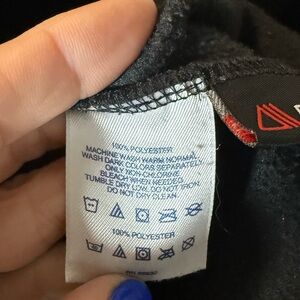 100% POLYESTER
MACHINE WASH WARM NORMAL.
WASH DARK COLORS SEPARATELY.
ONLY NON-CHLORINE
BLEACH WHEN NEEDED.
TUMBLE DRY LOW. DO NOT IRON.
DO NOT DRY CLEAN.
100% POLYESTER